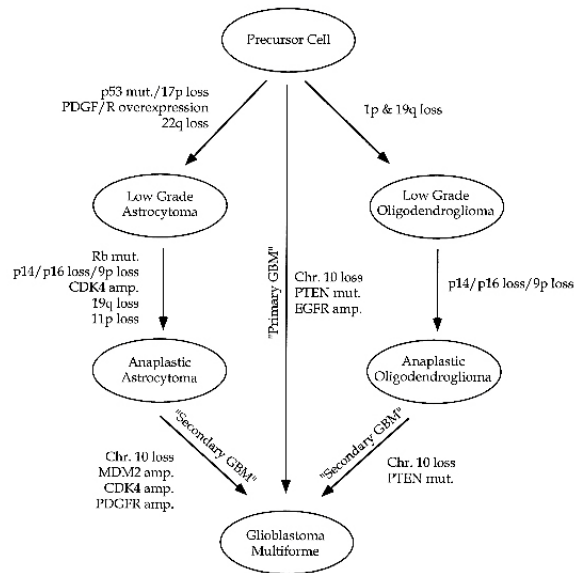 Precursor Cell
p53 mut./17p loss
PDGF/R overexpression
22q loss
1p & 19q loss
Low Grade
Astrocytoma
Low Grade
Oligodendroglioma
Rb mut.
p14/p16 loss/9p loss
CDK4 amp.
19q loss
11p loss
"Primary GBM"
Chr. 10 loss
PTEN mut.
EGFR amp.
p14/p16 loss/9p loss
Anaplastic
Astrocytoma
Anaplastic
Oligodendroglioma
"Secondary GBM"
Chr. 10 loss
MDM2 amp.
CDK4 amp.
PDGFR amp.
"Secondary GBM"
Chr. 10 loss
PTEN mut.
Glioblastoma
Multiforme